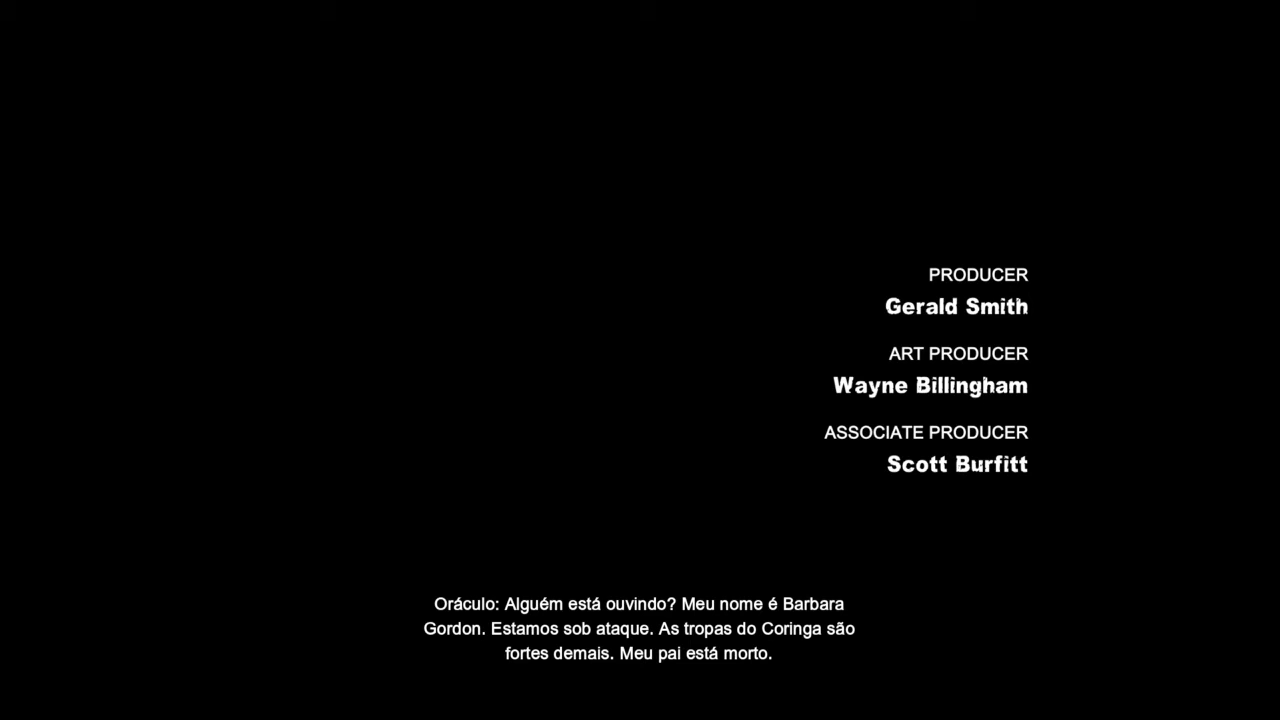 PRODUCER
Gerald Smith
ART PRODUCER
Wayne Billingham
ASSOCIATE PRODUCER
Scott Burfitt
Oráculo: Alguém está ouvindo? Meu nome é Barbara
Gordon. Estamos sob ataque. As tropas do Coringa são
fortes demais. Meu pai está morto.